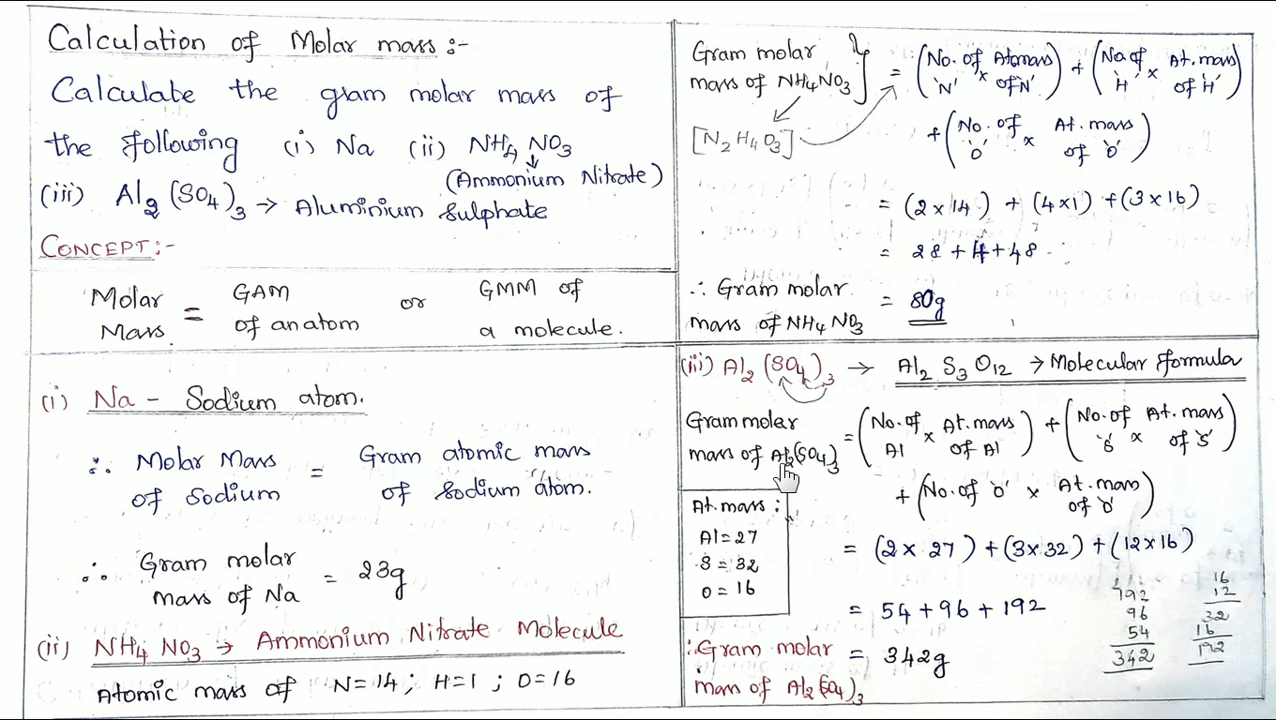 Calculation of Molar mass :-
Calculate the gram molar mass of
the following (i) Na (ii) NH4 NO3
(Ammonium Nitrate)
(iii) Al2 (SO4)3 → Aluminium Sulphate
CONCEPT:-
Molar Mass = GAM of an atom or GMM of a molecule.
(i) Na - Sodium atom.
∴ Molar Mass of Sodium = Gram atomic mass of Sodium atom.
∴ Gram molar mass of Na = 23g
(ii) NH4 NO3 → Ammonium Nitrate Molecule
Atomic mass of N=14 ; H=1 ; O=16
Gram molar mass of NH4NO3 = (No. of 'N' × At. mass of 'N') + (No. of 'H' × At. mass of 'H')
[N2H4O3]
+ (No. of 'O' × At. mass of 'O')
= (2×14) + (4×1) + (3×16)
= 28 + 4 + 48
∴ Gram molar mass of NH4 NO3 = 80g
(iii) Al2 (SO4)3 → Al2 S3 O12 → Molecular formula
Gram molar mass of Al2(SO4)3 = (No. of Al × At. mass of Al) + (No. of 'S' × At. mass of 'S')
+ (No. of 'O' × At. mass of 'O')
At. mass :
Al = 27
S = 32
O = 16
= (2×27) + (3×32) + (12×16)
= 54 + 96 + 192
∴ Gram molar mass of Al2(SO4)3 = 342g
192
96
54
342
16
12
32
16
192